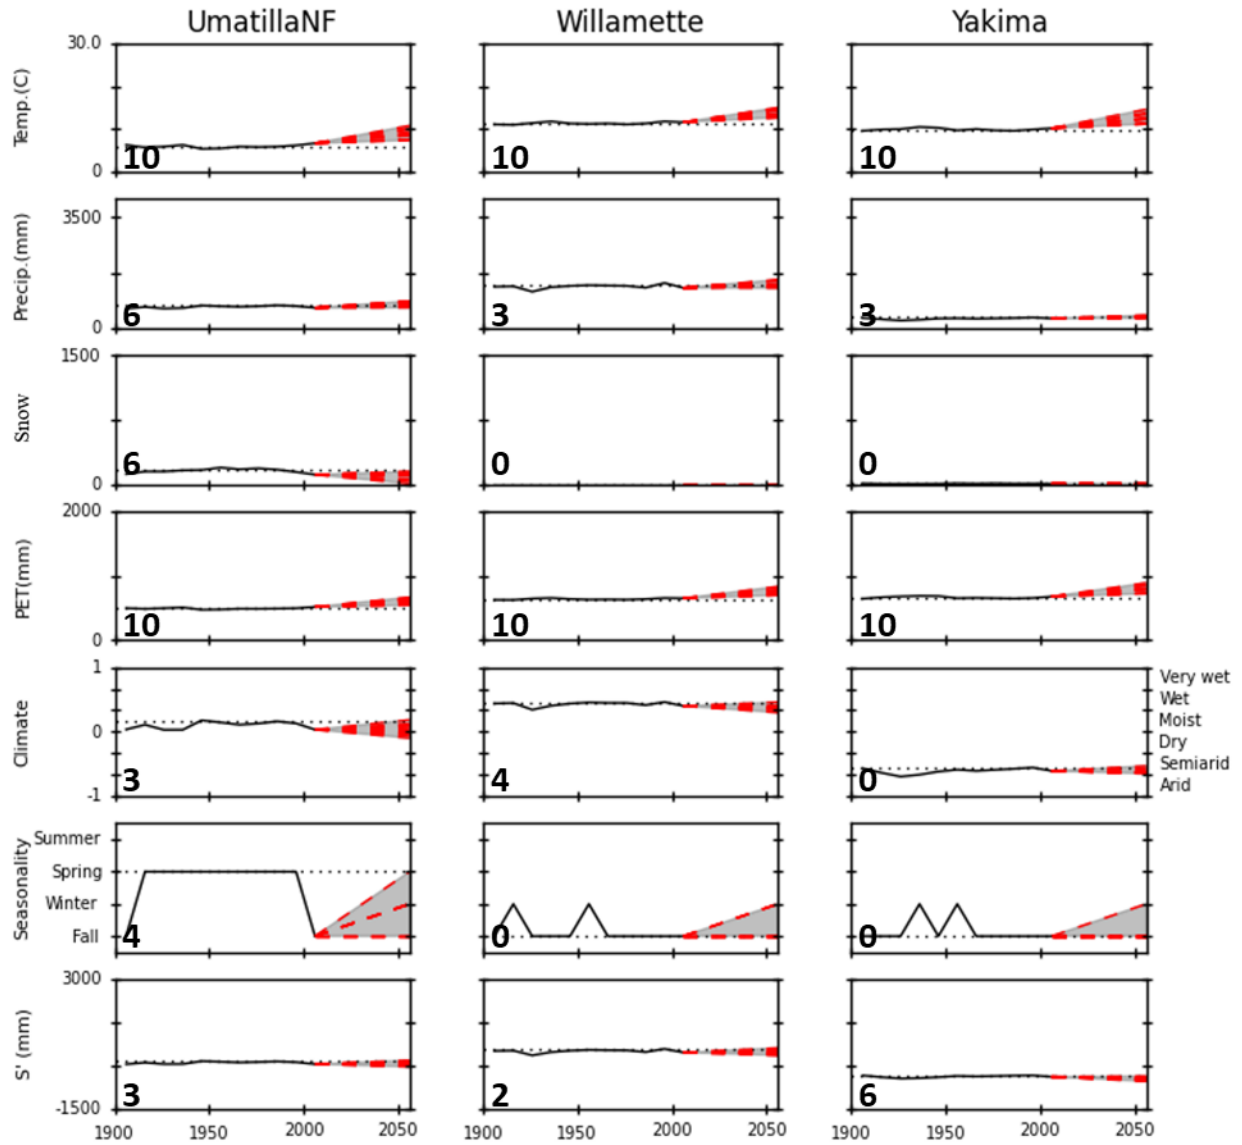 UmatillaNF Willamette Yakima
Temp.(C)
30.0
0
10 10 10
Precip.(mm)
3500
0
6 3 3
Snow
1500
0
6 0 0
PET(mm)
2000
0
10 10 10
Climate
1
0
-1
3 4 0
Very wet
Wet
Moist
Dry
Semiarid
Arid
Seasonality
Summer
Spring
Winter
Fall
4 0 0
S' (mm)
3000
-1500
3 2 6
1900 1950 2000 2050 1900 1950 2000 2050 1900 1950 2000 2050